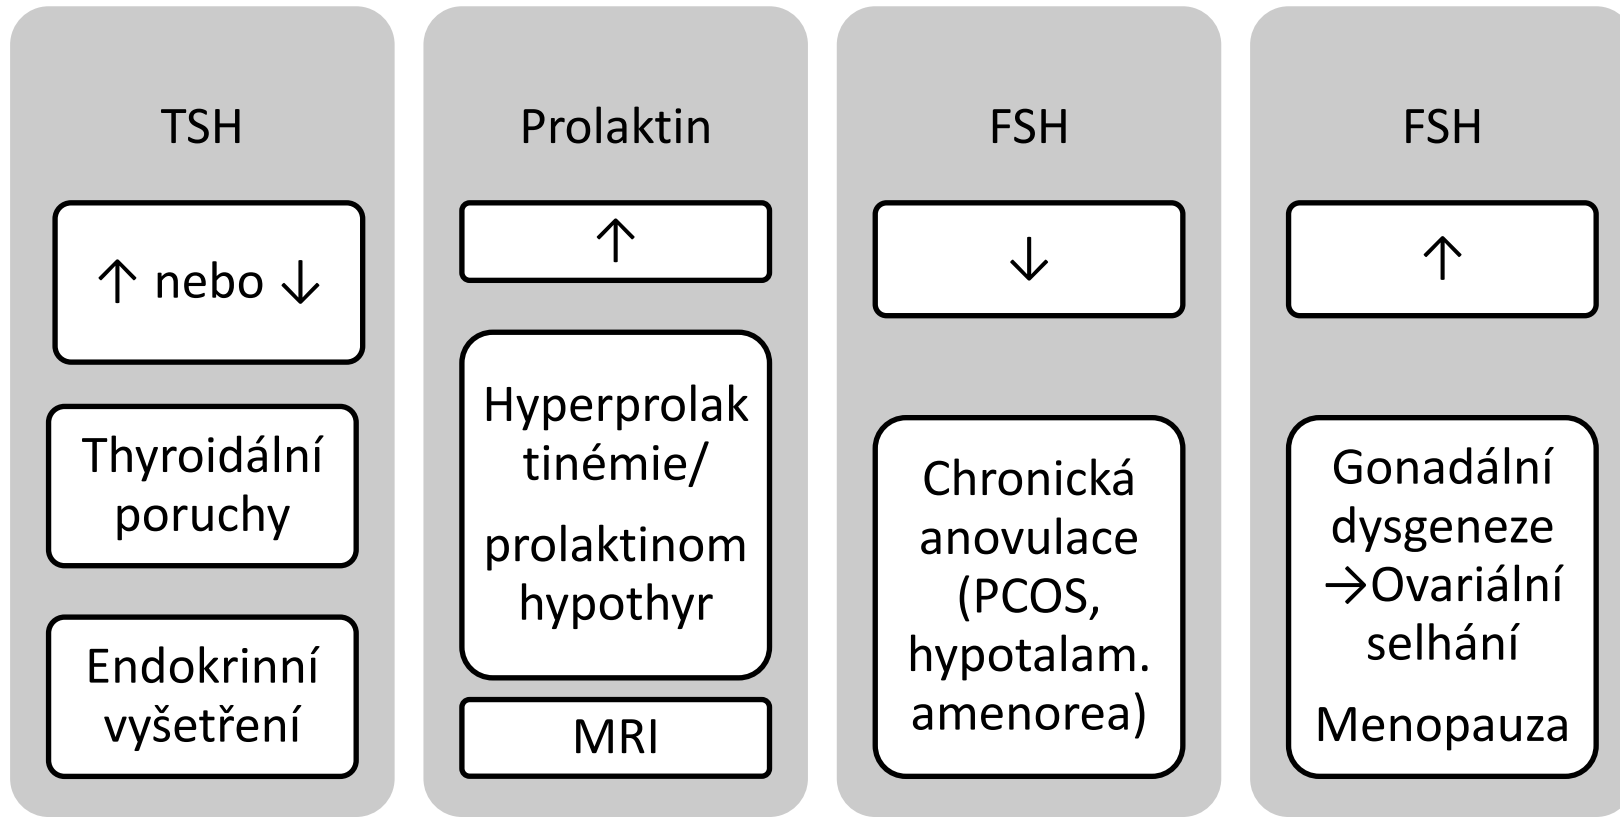 TSH
↑ nebo ↓
Thyroidální
poruchy
Endokrinní
vyšetření
Prolaktin
↑
Hyperprolak
tinémie/
prolaktinom
hypothyr
MRI
FSH
↓
Chronická
anovulace
(PCOS,
hypotalam.
amenorea)
FSH
↑
Gonadální
dysgeneze
→Ovariální
selhání
Menopauza